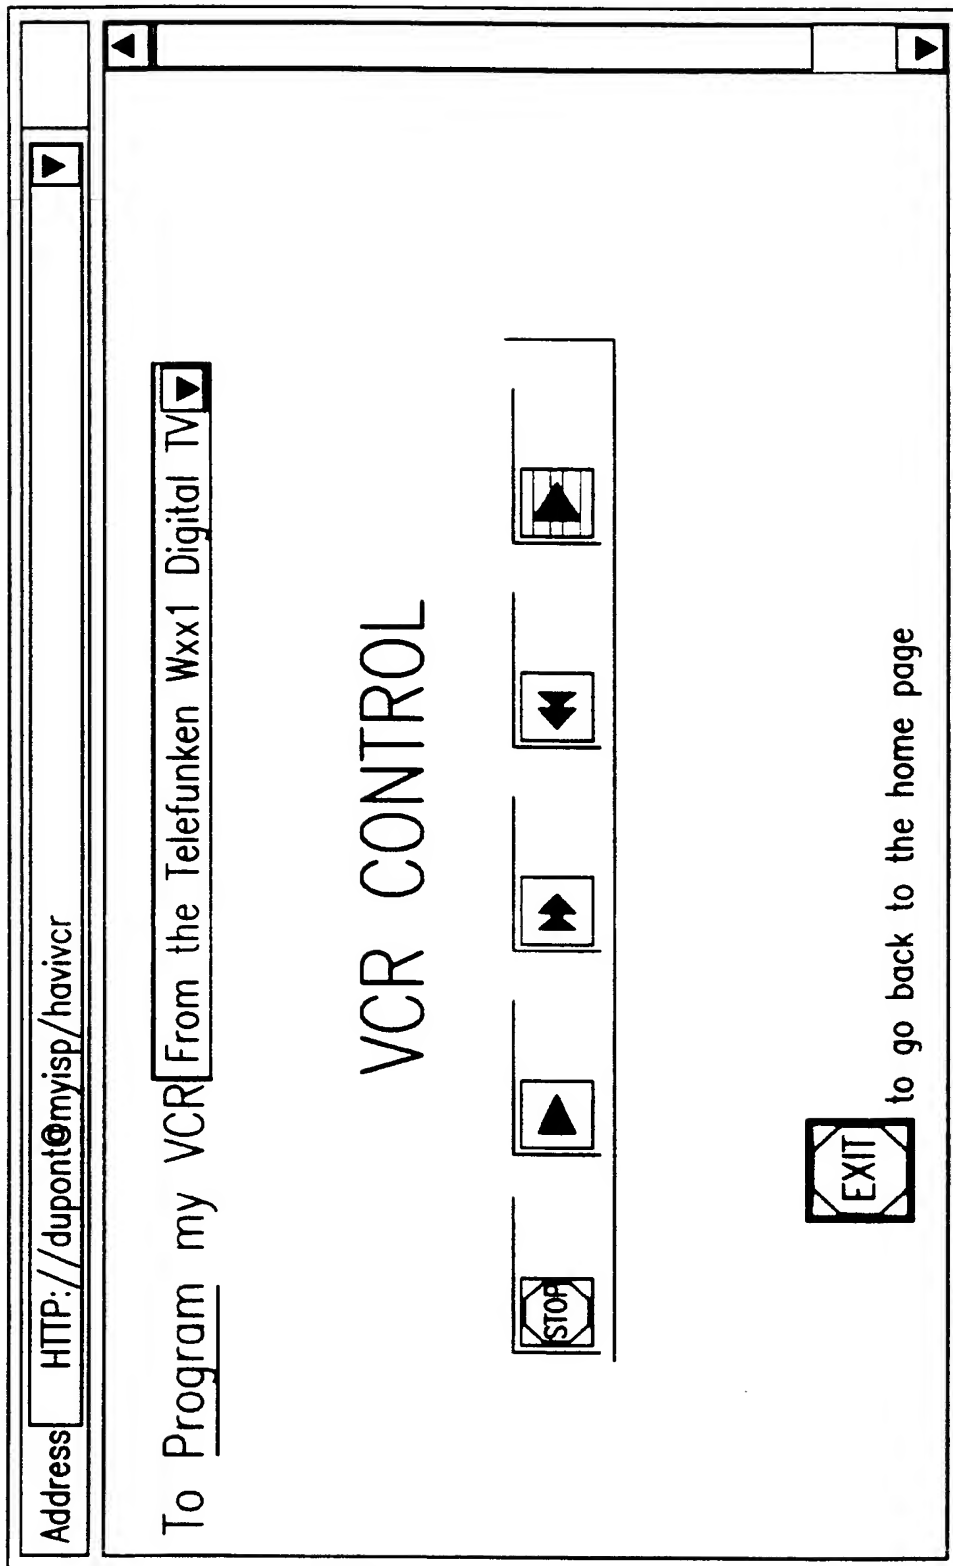 Address HTTP://dupont@myisp/havivcr
To Program my VCR From the Telefunken Wxx1 Digital TV
VCR CONTROL
STOP
EXIT to go back to the home page